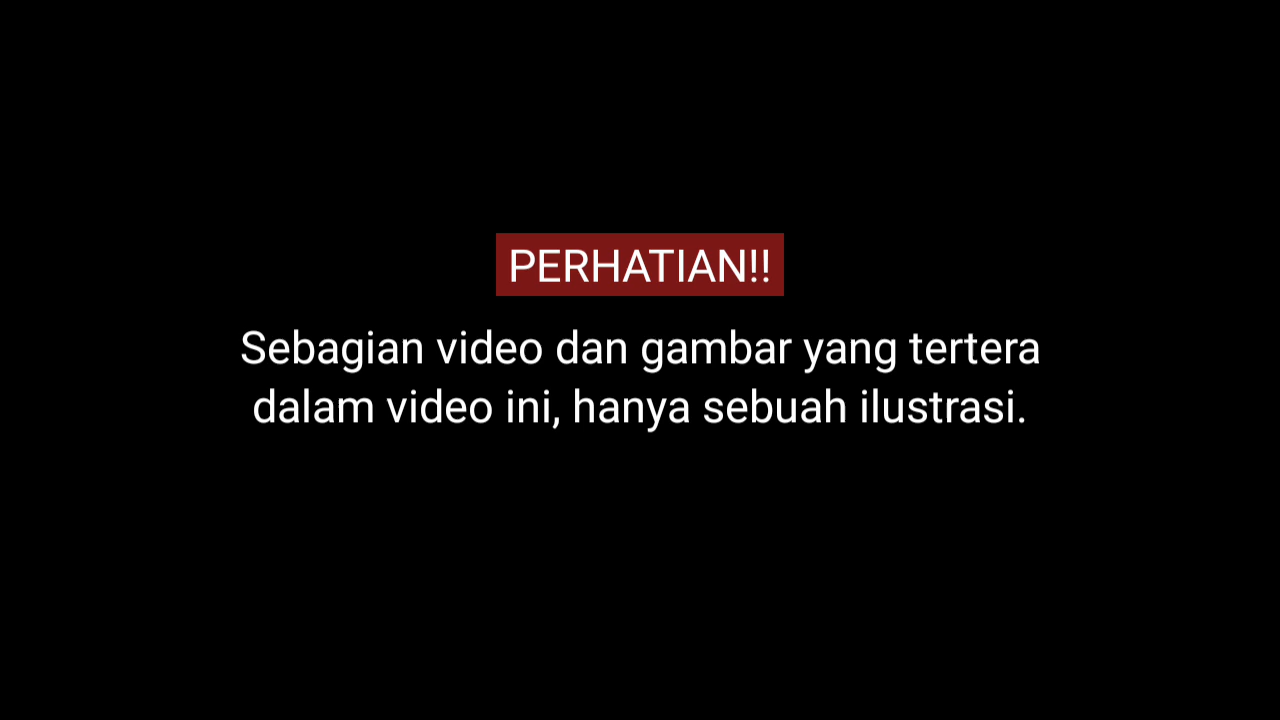 PERHATIAN!!
Sebagian video dan gambar yang tertera
dalam video ini, hanya sebuah ilustrasi.